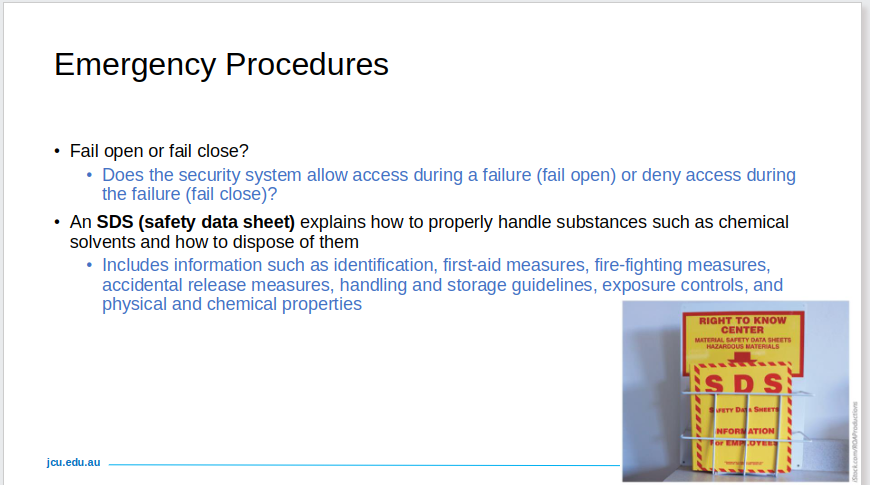 Emergency Procedures
• Fail open or fail close?
• Does the security system allow access during a failure (fail open) or deny access during
the failure (fail close)?
• An SDS (safety data sheet) explains how to properly handle substances such as chemical
solvents and how to dispose of them
• Includes information such as identification, first-aid measures, fire-fighting measures,
accidental release measures, handling and storage guidelines, exposure controls, and
physical and chemical properties
RIGHT TO KNOW
CENTER
MATERIAL SAFETY DATA SHEETS
HAZARDOUS MATERIALS
SDS
SAFETY DATA SHEETS
INFORMATION
For EMPLOYEES
iStock.com/RDAProductions
jcu.edu.au